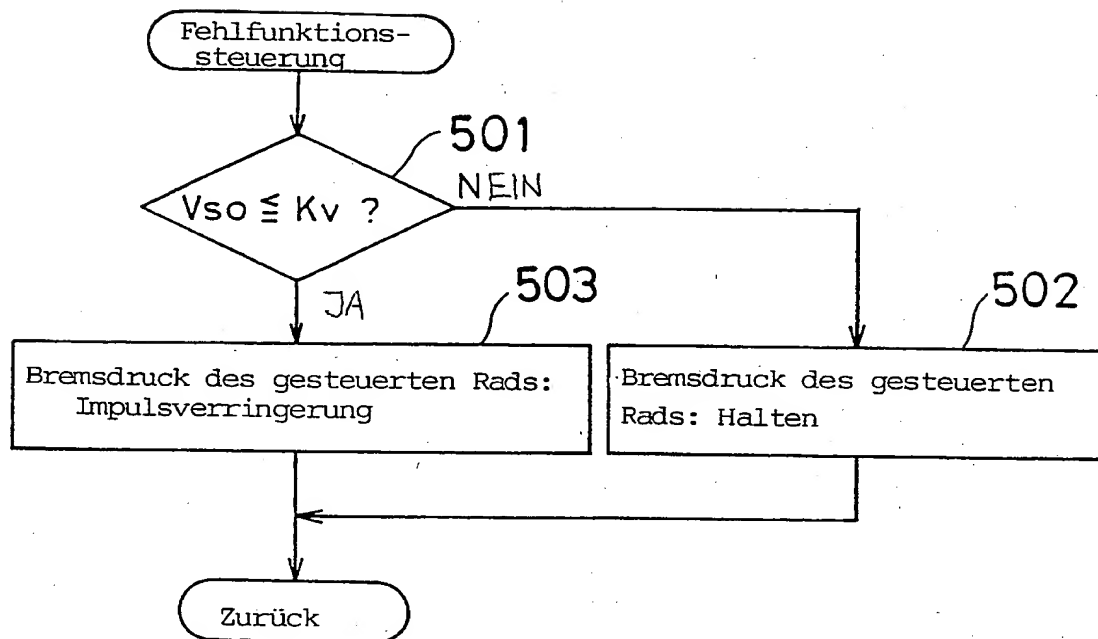 Fehlfunktions-
steuerung
501
Vso ≦ Kv ?
NEIN
JA
503
502
Bremsdruck des gesteuerten Rads:
Impulsverringerung
Bremsdruck des gesteuerten
Rads: Halten
Zurück